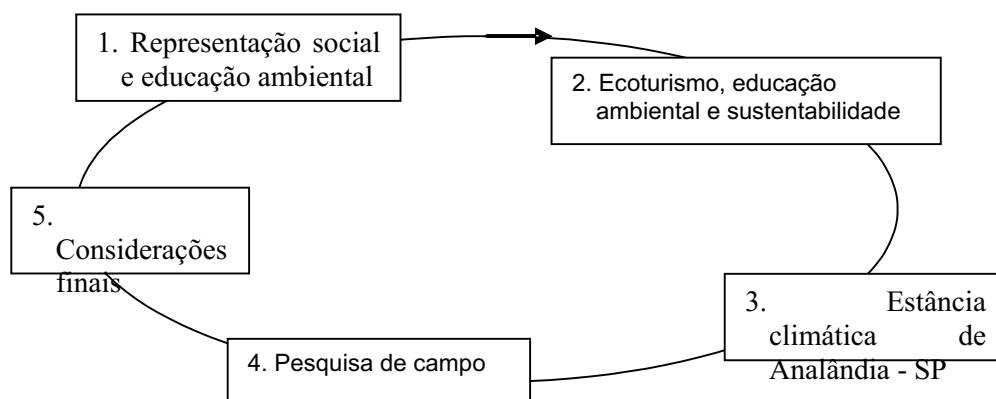 1. Representação social
e educação ambiental
2. Ecoturismo, educação
ambiental e sustentabilidade
3. Estância
climática de
Analândia - SP
4. Pesquisa de campo
5.
Considerações
finais